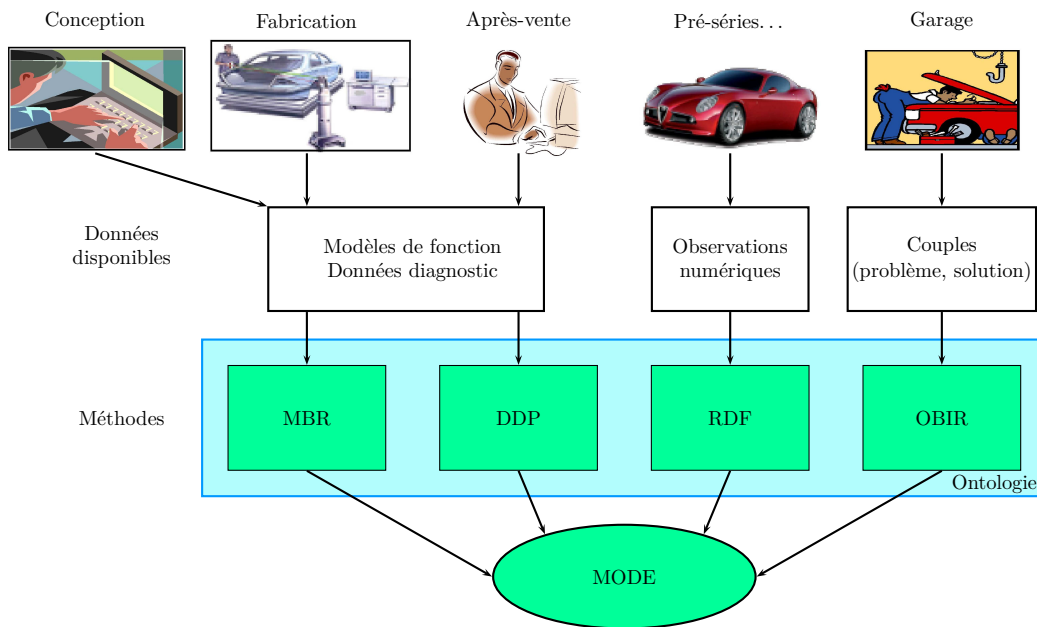 Conception
Fabrication
Après-vente
Pré-séries...
Garage
Données
disponibles
Modèles de fonction
Données diagnostic
Observations
numériques
Couples
(problème, solution)
Méthodes
MBR
DDP
RDF
OBIR
Ontologie
MODE